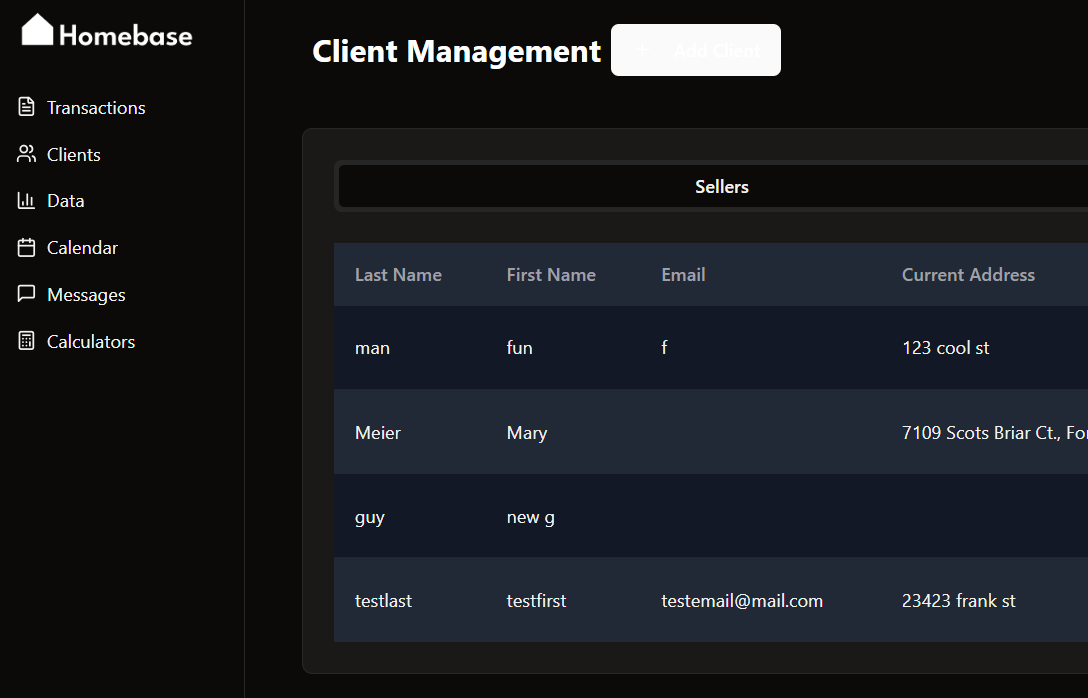 Homebase
Client Management
+ Add Client
Transactions
Clients
Data
Calendar
Messages
Calculators
Sellers
Last Name First Name Email Current Address
man fun f 123 cool st
Meier Mary 7109 Scots Briar Ct., For
guy new g
testlast testfirst testemail@mail.com 23423 frank st